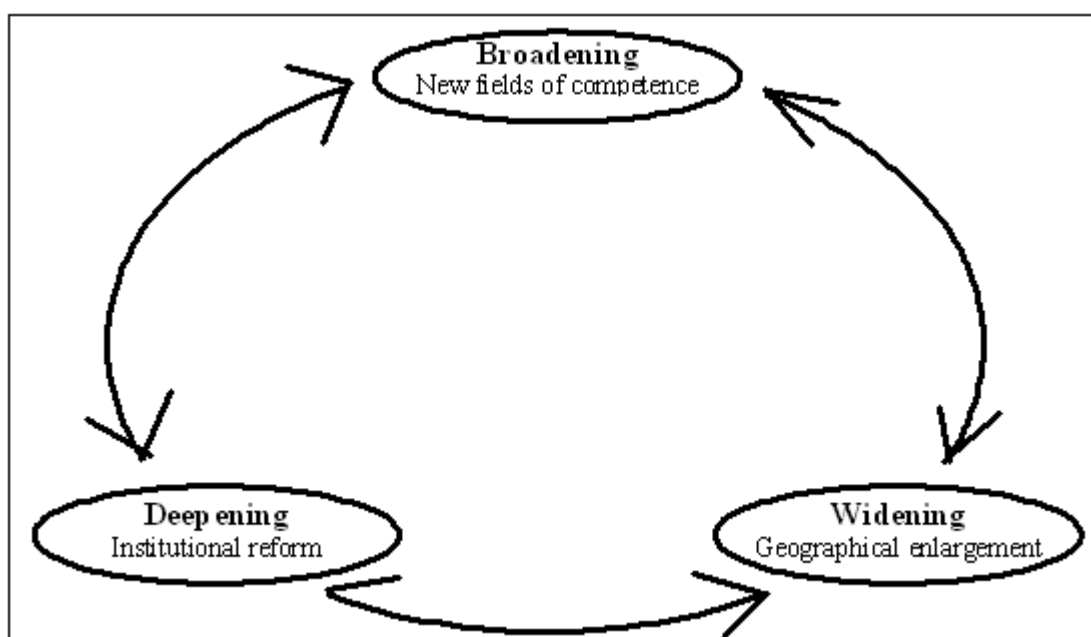 Broadening
New fields of competence
Deepening
Institutional reform
Widening
Geographical enlargement